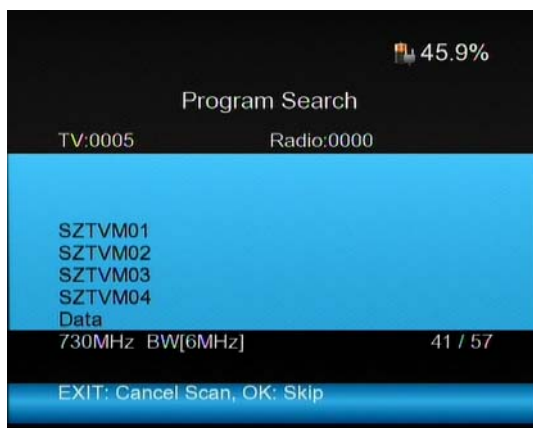 45.9%
Program Search
TV:0005 Radio:0000
SZTVM01
SZTVM02
SZTVM03
SZTVM04
Data
730MHz BW[6MHz] 41 / 57
EXIT: Cancel Scan, OK: Skip